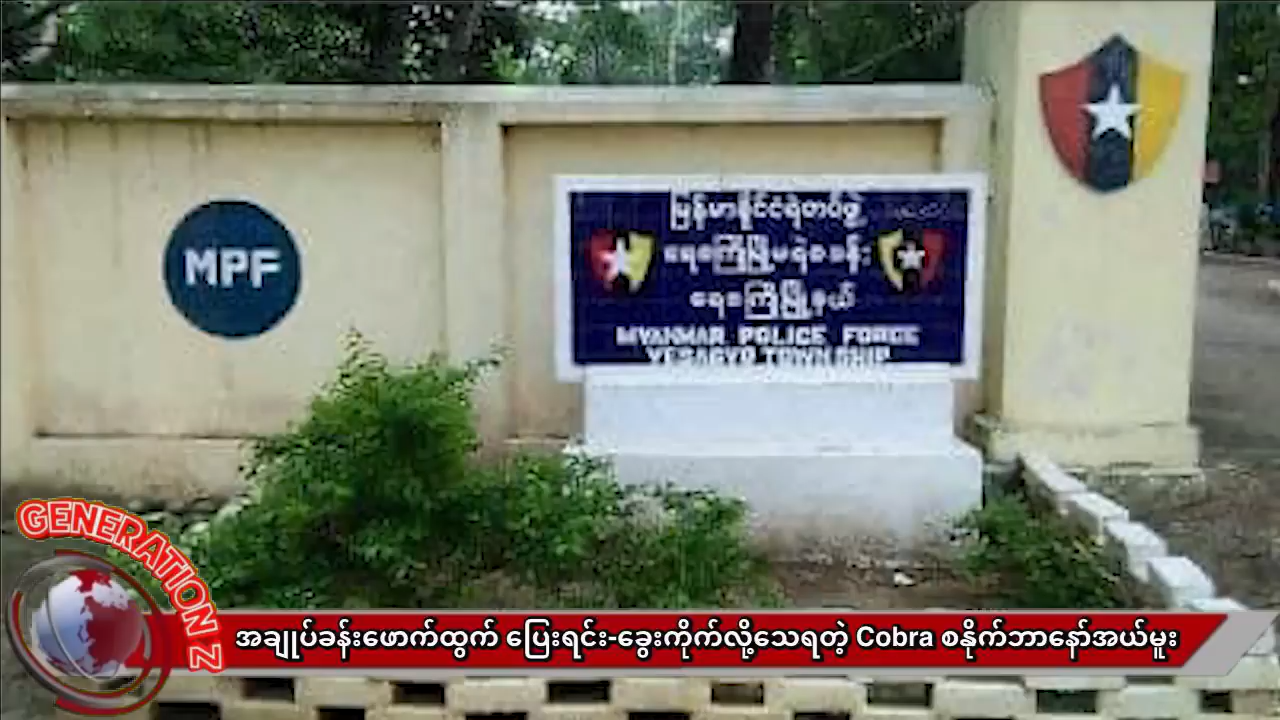 MPF
မြန်မာနိုင်ငံရဲတပ်ဖွဲ့
ရေစကြိုမြို့မရဲစခန်း
ရေစကြိုမြို့နယ်
MYANMAR POLICE FORCE
YESAGYO TOWNSHIP
GENERATION Z
အချုပ်ခန်းဖောက်ထွက် ပြေးရင်း-ခွေးကိုက်လို့သေရတဲ့ Cobra စနိုက်ဘာနော်အယ်မူး